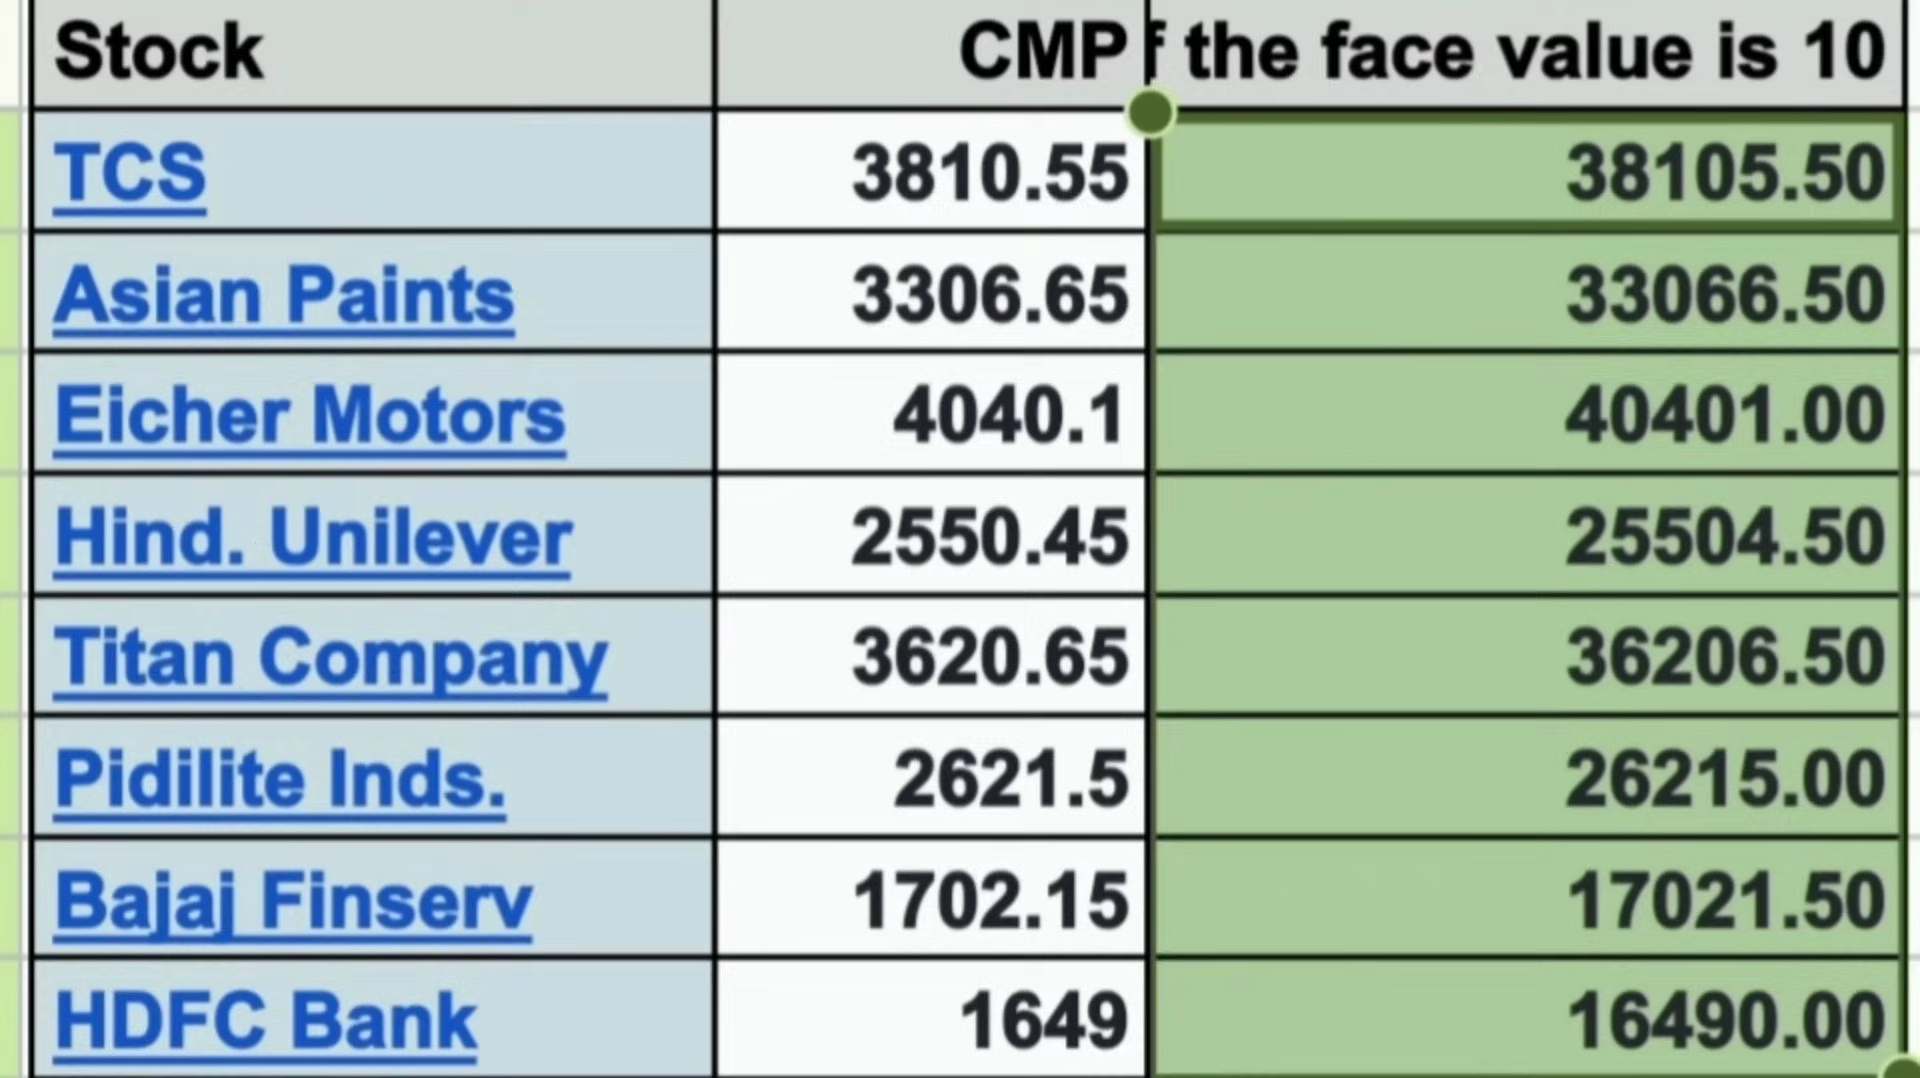 Stock CMP f the face value is 10
TCS 3810.55 38105.50
Asian Paints 3306.65 33066.50
Eicher Motors 4040.1 40401.00
Hind. Unilever 2550.45 25504.50
Titan Company 3620.65 36206.50
Pidilite Inds. 2621.5 26215.00
Bajaj Finserv 1702.15 17021.50
HDFC Bank 1649 16490.00